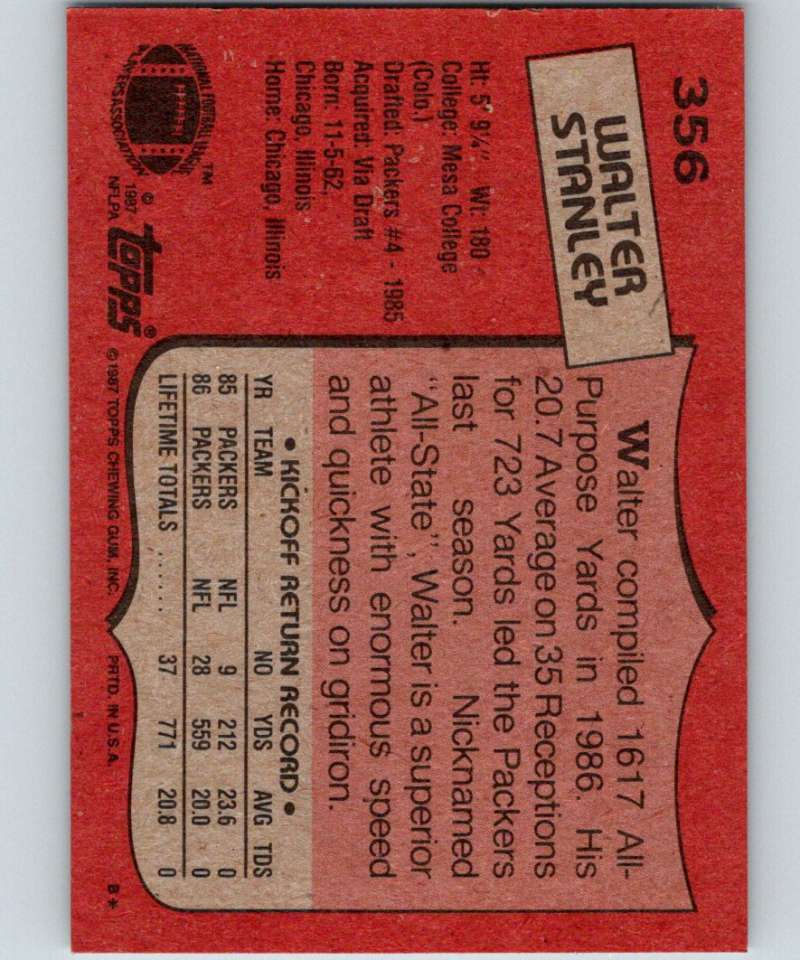 356
WALTER
STANLEY
Ht: 5' 9¼" Wt: 180
College: Mesa College
(Colo.)
Drafted: Packers #4 - 1985
Acquired: Via Draft
Born: 11-5-62,
Chicago, Illinois
Home: Chicago, Illinois
NATIONAL FOOTBALL LEAGUE
PLAYERS ASSOCIATION
™
©
1987
NFLPA
topps®
Walter compiled 1617 All-
Purpose Yards in 1986. His
20.7 Average on 35 Receptions
for 723 Yards led the Packers
last season. Nicknamed
"All-State", Walter is a superior
athlete with enormous speed
and quickness on gridiron.
• KICKOFF RETURN RECORD •
YR TEAM NO YDS AVG TDS
85 PACKERS NFL 9 212 23.6 0
86 PACKERS NFL 28 559 20.0 0
LIFETIME TOTALS ...... 37 771 20.8 0
©1987 TOPPS CHEWING GUM, INC. PRTD. IN U.S.A. B*